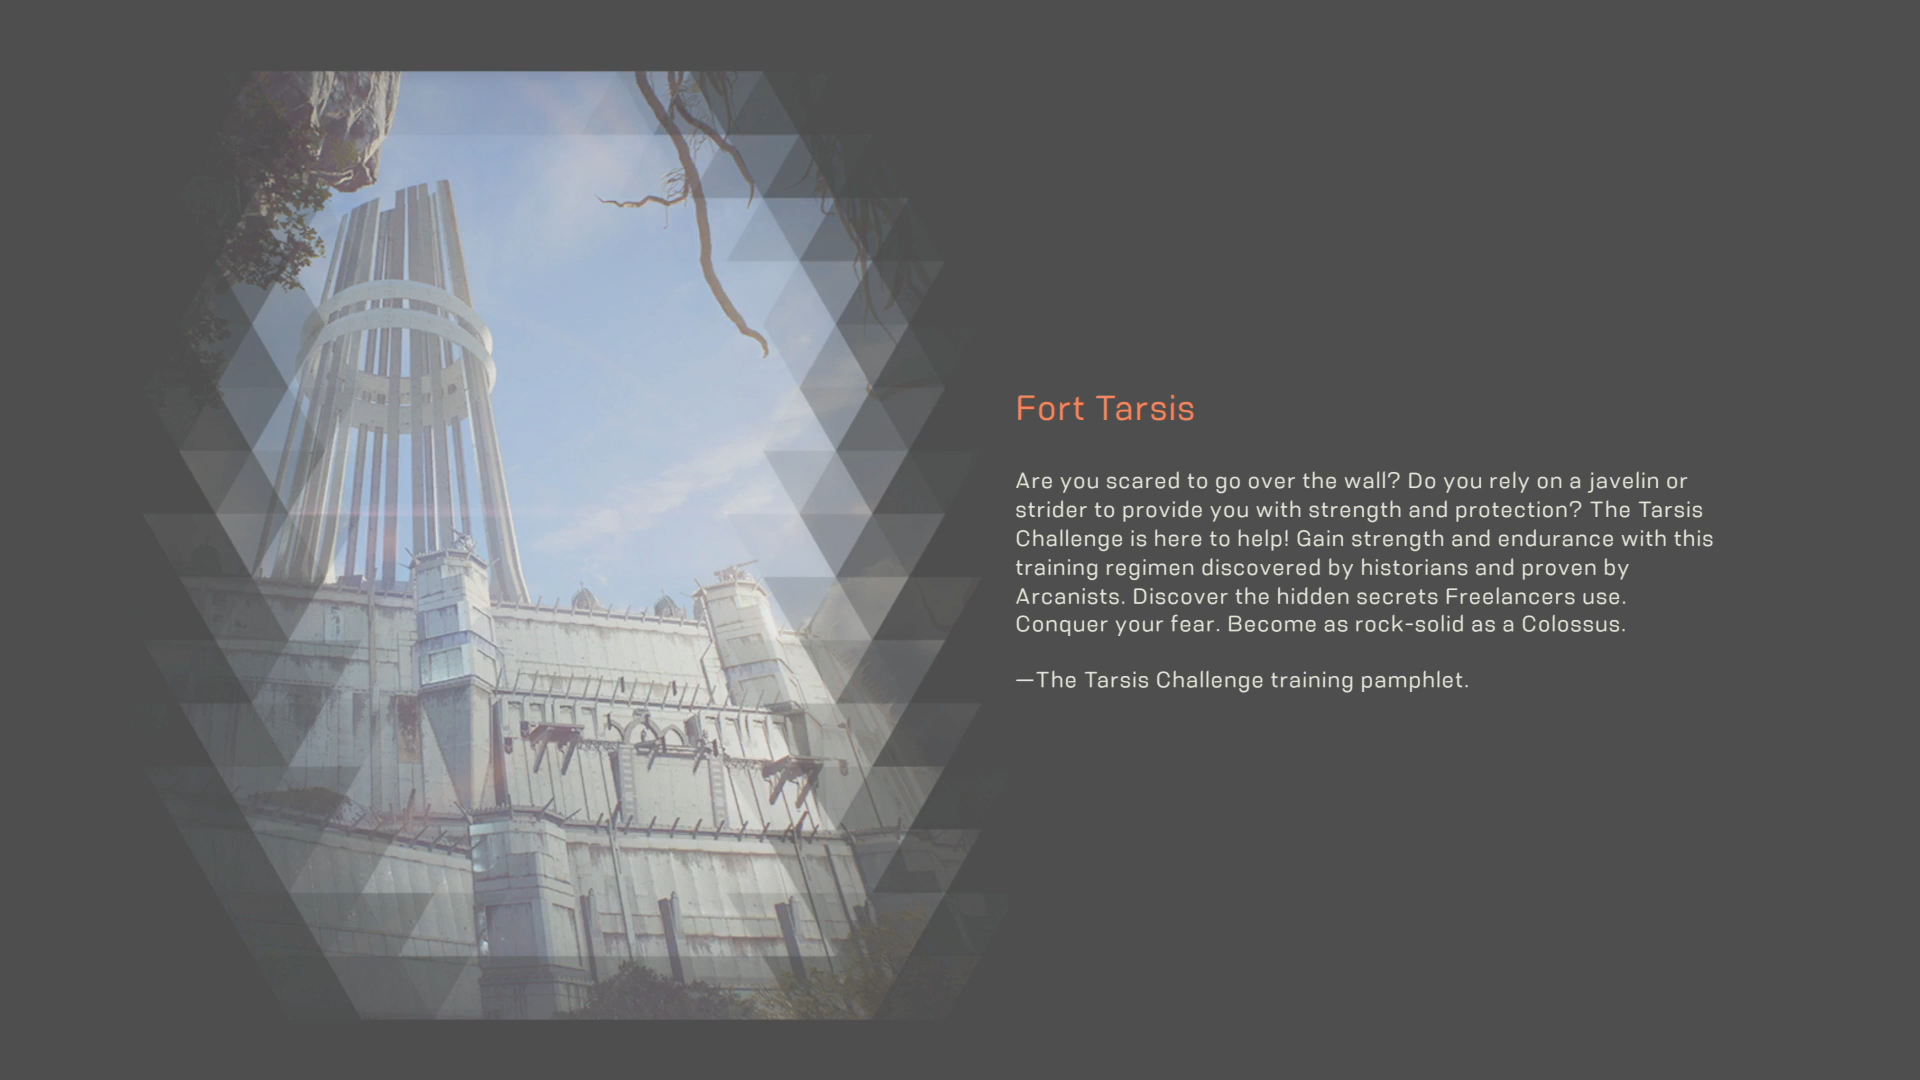 Fort Tarsis
Are you scared to go over the wall? Do you rely on a javelin or
strider to provide you with strength and protection? The Tarsis
Challenge is here to help! Gain strength and endurance with this
training regimen discovered by historians and proven by
Arcanists. Discover the hidden secrets Freelancers use.
Conquer your fear. Become as rock-solid as a Colossus.
—The Tarsis Challenge training pamphlet.